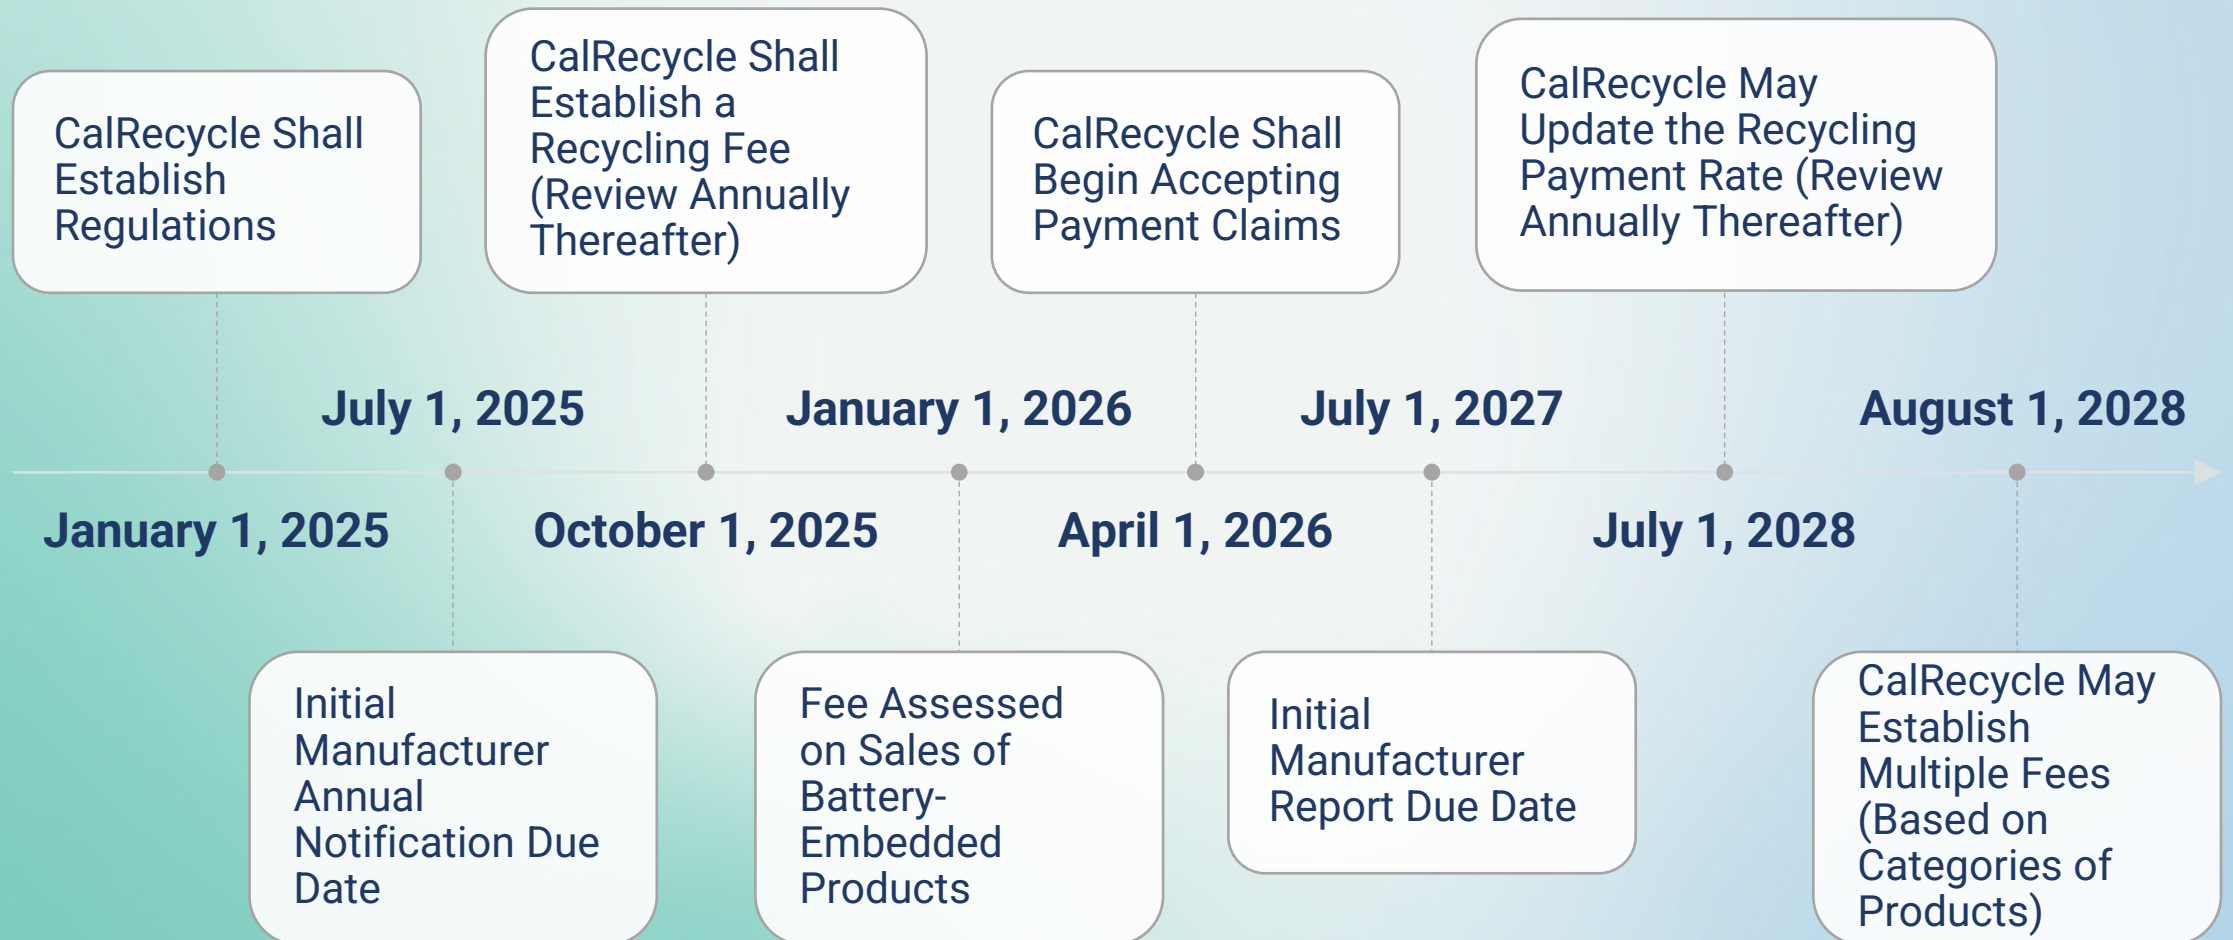 CalRecycle Shall
Establish
Regulations
CalRecycle Shall
Establish a
Recycling Fee
(Review Annually
Thereafter)
CalRecycle Shall
Begin Accepting
Payment Claims
CalRecycle May
Update the Recycling
Payment Rate (Review
Annually Thereafter)
July 1, 2025
January 1, 2026
July 1, 2027
August 1, 2028
January 1, 2025
October 1, 2025
April 1, 2026
July 1, 2028
Initial
Manufacturer
Annual
Notification Due
Date
Fee Assessed
on Sales of
Battery-
Embedded
Products
Initial
Manufacturer
Report Due Date
CalRecycle May
Establish
Multiple Fees
(Based on
Categories of
Products)